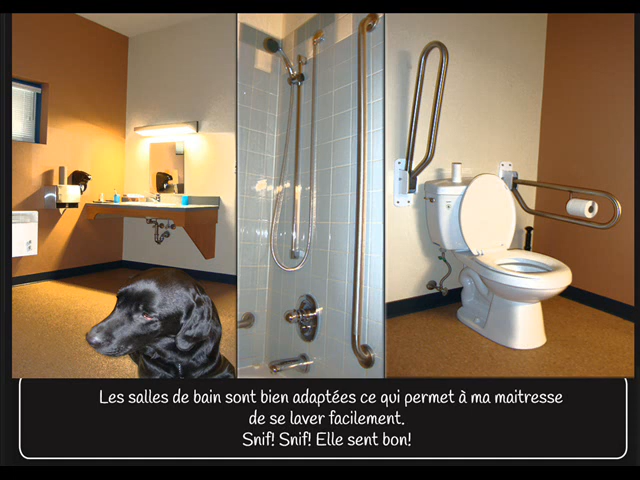 Les salles de bain sont bien adaptées ce qui permet à ma maitresse
de se laver facilement.
Snif! Snif! Elle sent bon!